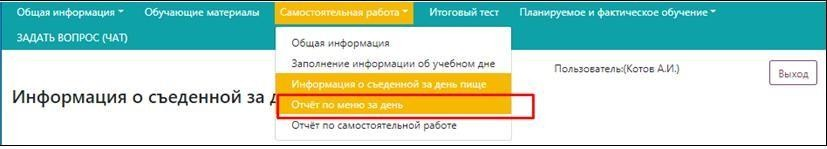 Общая информация Обучающие материалы Самостоятельная работа Итоговый тест Планируемое и фактическое обучение
ЗАДАТЬ ВОПРОС (ЧАТ)
Общая информация
Заполнение информации об учебном дне
Пользователь:(Котов А.И.)
Выход
Информация о съеденной за день пище
Информация о съеденной за д
Отчёт по меню за день
Отчёт по самостоятельной работе